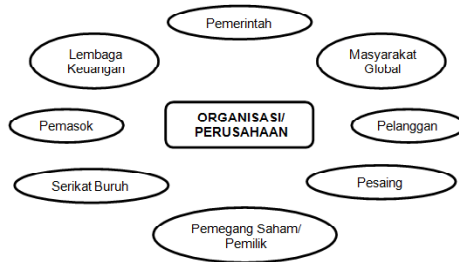 Pemerintah
Lembaga
Keuangan
Masyarakat
Global
Pemasok
ORGANISASI/
PERUSAHAAN
Pelanggan
Serikat Buruh
Pesaing
Pemegang Saham/
Pemilik